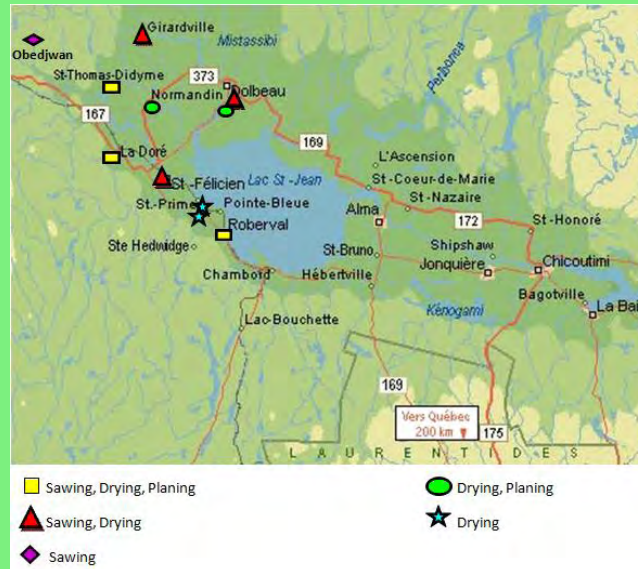 Girardville
Mistassibi
Obedjwan
St-Thomas-Didyme
373
Péribonca
Normandin
Dolbeau
167
169
La Doré
L'Ascension
St-Félicien
Lac St-Jean
St-Coeur-de-Marie
St-Nazaire
St.-Prime
Pointe-Bleue
Alma
172
St-Honoré
Roberval
Ste Hedwidge
St-Bruno
Shipshaw
Chicoutimi
Jonquière
Chambord
Hébertville
Bagotville
Kénogami
La Bai
Lac-Bouchette
169
Vers Québec
200 km
175
LAURENTIDES
Sawing, Drying, Planing
Drying, Planing
Sawing, Drying
Drying
Sawing